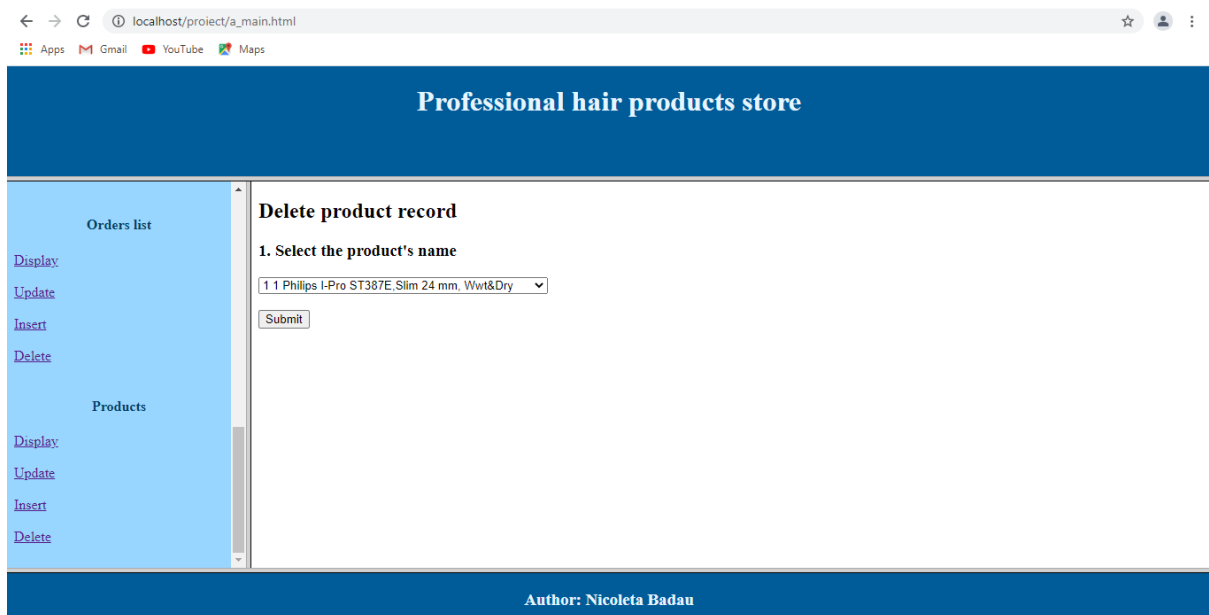 localhost/proiect/a_main.html
Apps Gmail YouTube Maps
Professional hair products store
Orders list
Display
Update
Insert
Delete
Products
Display
Update
Insert
Delete
Delete product record
1. Select the product's name
1 1 Philips I-Pro ST387E,Slim 24 mm, Wwt&Dry
Submit
Author: Nicoleta Badau